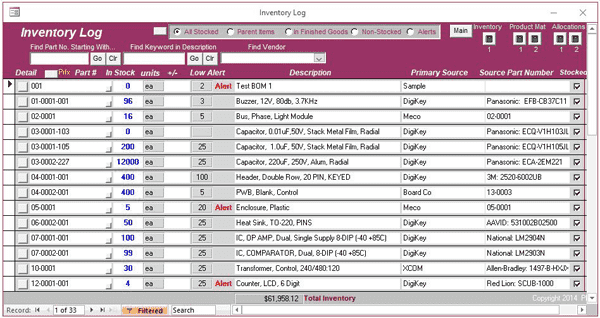 Inventory Log
Inventory Log
All Stocked Parent Items In Finished Goods Non-Stocked Alerts
Main
Inventory Product Mat Allocations
1 1 1
Find Part No. Starting With... Find Keyword in Description Find Vendor
Go Clr Go Clr
Detail Prfx Part # In Stock units +/- Low Alert Description Primary Source Source Part Number Stocked
001 0 ea 2 Alert Test BOM 1 Sample
01-0001-001 96 ea 3 Buzzer, 12V, 80db, 3.7KHz DigiKey Panasonic: EFB-CB37C11
02-0001 16 ea 5 Bus, Phase, Light Module Meco 02-0001
03-0001-103 0 ea Capacitor, 0.01uF,50V, Stack Metal Film, Radial DigiKey Panasonic: ECQ-V1H103JL
03-0001-105 200 ea 25 Capacitor, 1.0uF, 50V, Stack Metal Film, Radial DigiKey Panasonic: ECQ-V1H105JL
03-0002-227 12000 ea 25 Capacitor, 220uF, 250V, Alum, Radial DigiKey Panasonic: ECA-2EM221
04-0001-001 400 ea 100 Header, Double Row, 20 PIN, KEYED DigiKey 3M: 2520-6002UB
04-0002-001 400 ea 5 PWB, Blank, Control Board Co 13-0003
05-0001 5 ea 20 Alert Enclosure, Plastic Meco 05-0001
06-0002-001 50 ea 25 Heat Sink, TO-220, PINS DigiKey AAVID: 531002B02500
07-0001-001 100 ea 25 IC, OP AMP, Dual, Single Supply 8-DIP (-40 +85C) DigiKey National: LM2904N
07-0002-001 99 ea 25 IC, COMPARATOR, Dual, 8-DIP (-40 +85C) DigiKey National: LM2903N
10-0001 30 ea 25 Transformer, Control, 240/480:120 XCOM Allen-Bradley: 1497-B-HXJX
12-0001-001 4 ea 25 Alert Counter, LCD, 6 Digit DigiKey Red Lion: SCUB-1000
$61,958.12 Total Inventory Copyright 2014
Record: 1 of 33 Filtered Search